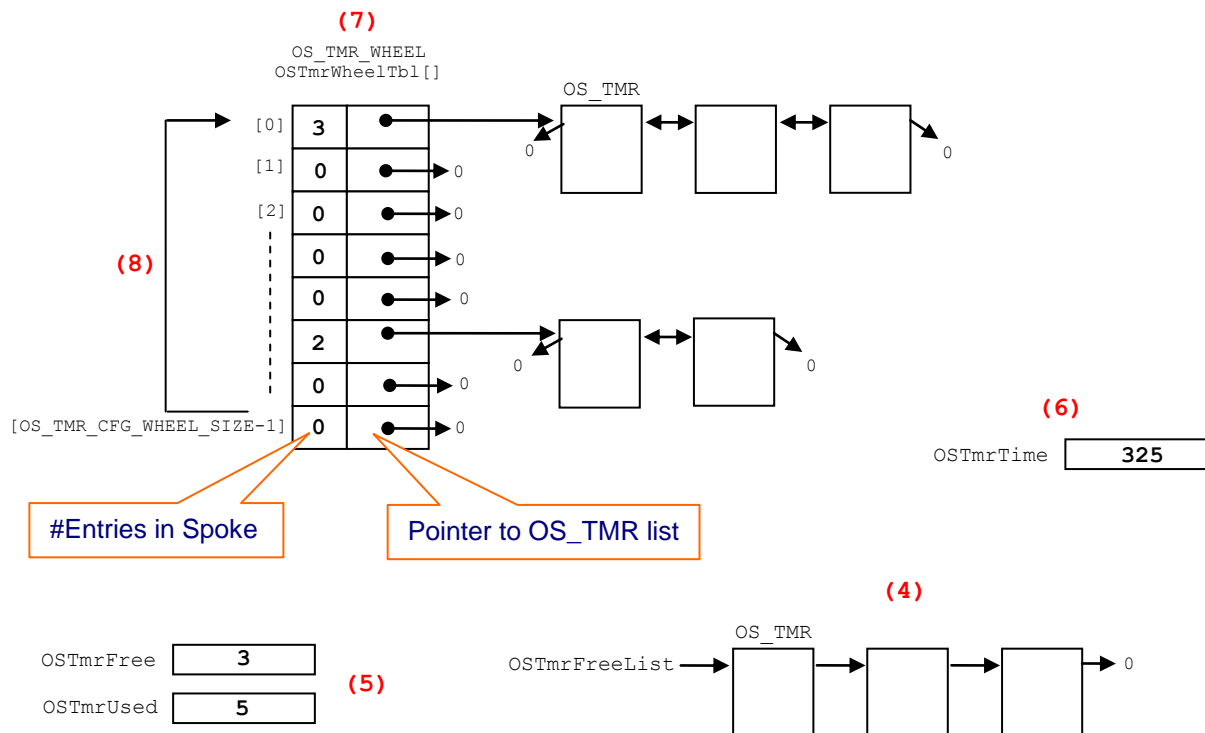 (7)
OS_TMR_WHEEL
OSTmrWheelTbl[]
OS_TMR
[0] 3 0 0
[1] 0 0
[2] 0 0
(8)
0 0
0 0
2 0 0
0 0
[OS_TMR_CFG_WHEEL_SIZE-1] 0 0
(6)
OSTmrTime 325
#Entries in Spoke
Pointer to OS_TMR list
(4)
OS_TMR
OSTmrFree 3
OSTmrFreeList 0
(5)
OSTmrUsed 5